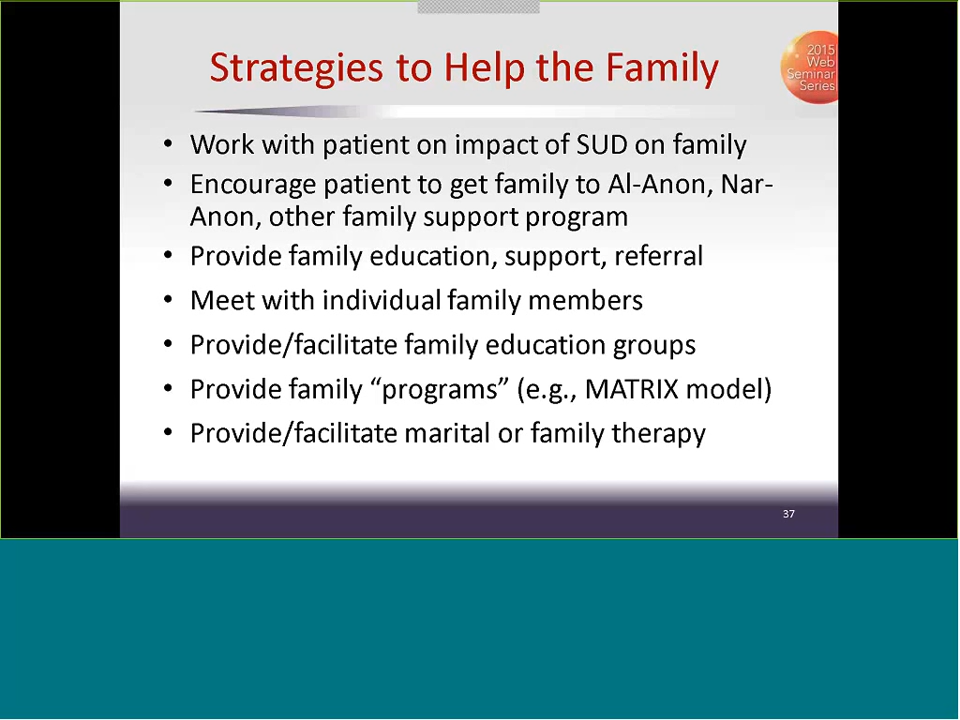 Strategies to Help the Family
2015
Web
Seminar
Series
• Work with patient on impact of SUD on family
• Encourage patient to get family to Al-Anon, Nar-
Anon, other family support program
• Provide family education, support, referral
• Meet with individual family members
• Provide/facilitate family education groups
• Provide family “programs” (e.g., MATRIX model)
• Provide/facilitate marital or family therapy
37